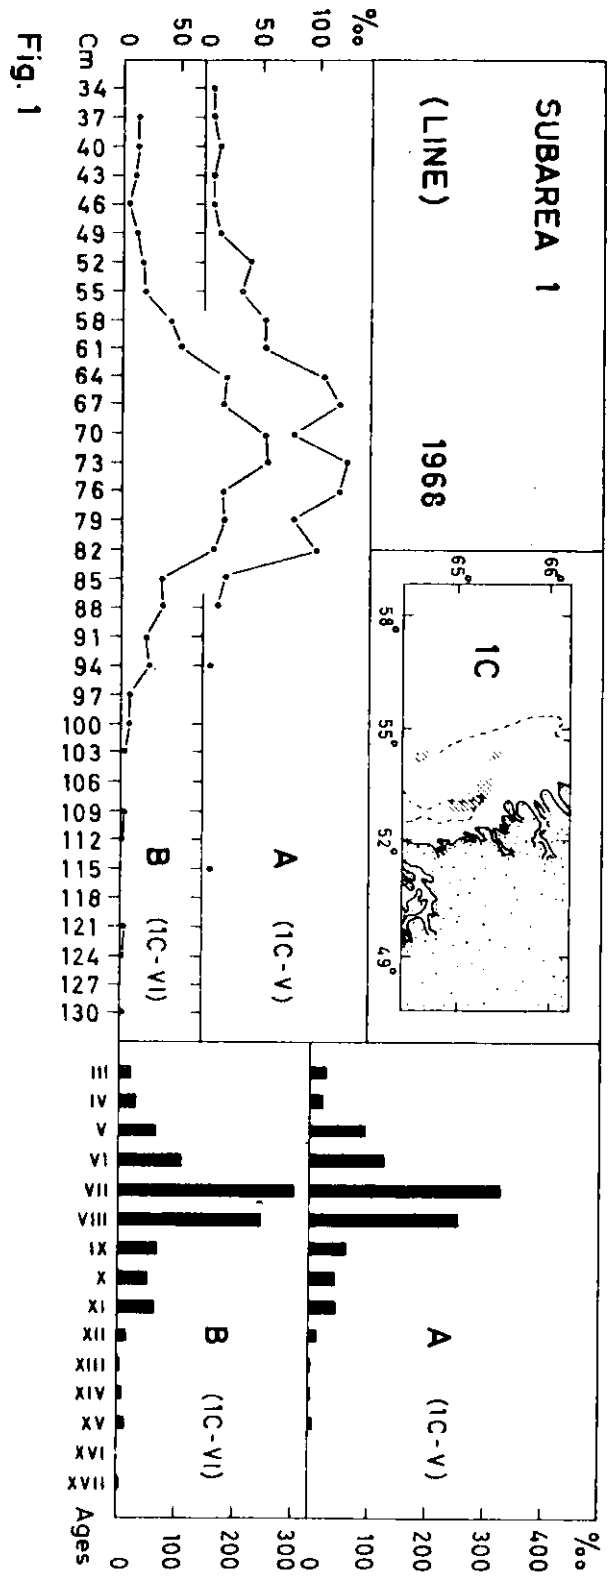 SUBAREA 1
(LINE) 1968
66°
65°
58° 55° 52° 49°
1C
‰
100
50
0
A (1C-V)
50
0
B (1C-VI)
Cm 34 37 40 43 46 49 52 55 58 61 64 67 70 73 76 79 82 85 88 91 94 97 100 103 106 109 112 115 118 121 124 127 130
‰
400
300
200
100
0
A (1C-V)
300
200
100
0
B (1C-VI)
III IV V VI VII VIII IX X XI XII XIII XIV XV XVI XVII Ages
Fig. 1